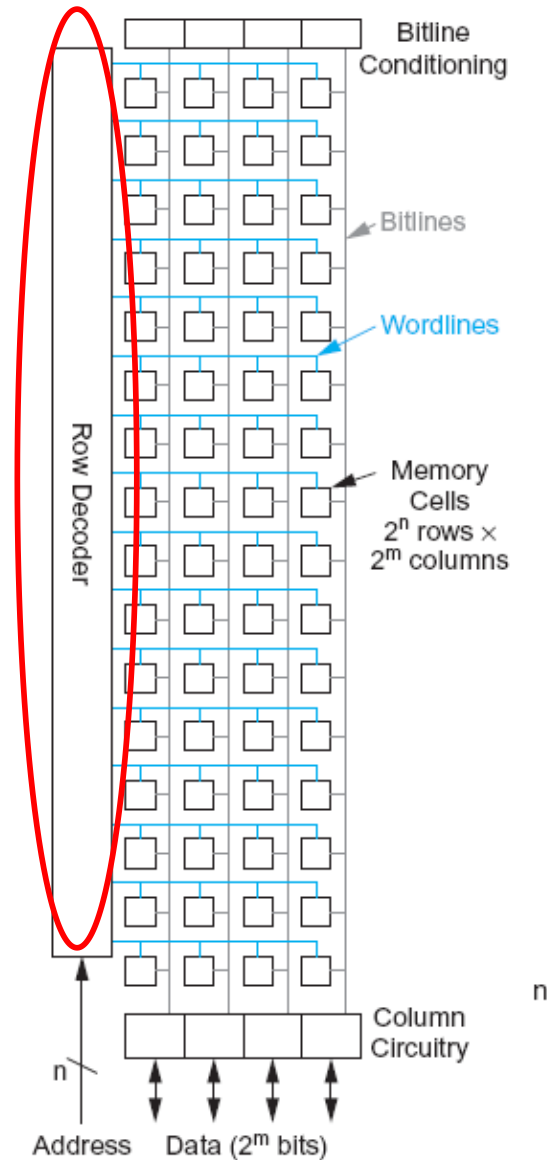 Bitline
Conditioning
Bitlines
Wordlines
Row Decoder
Memory
Cells
2ⁿ rows ×
2ᵐ columns
n
Column
Circuitry
n
Address
Data (2ᵐ bits)